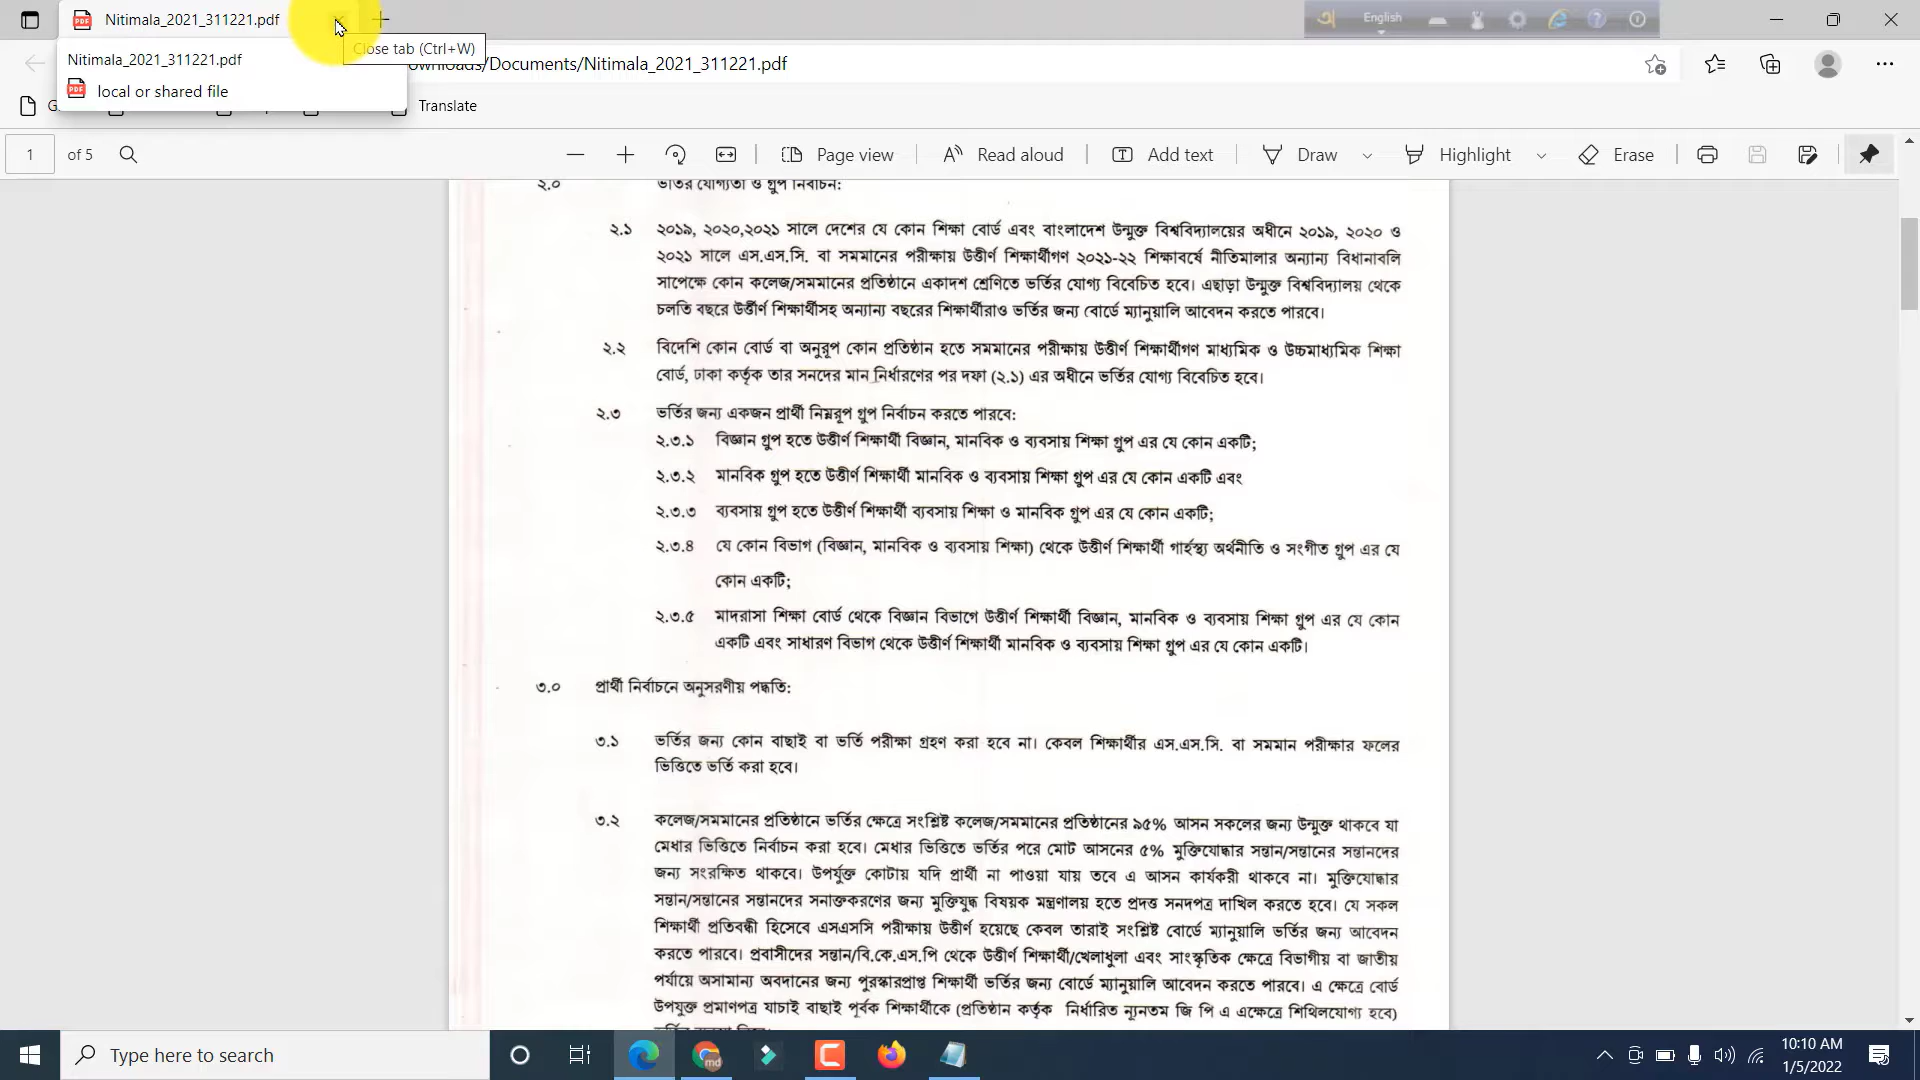 Nitimala_2021_311221.pdf
English
Close tab (Ctrl+W)
Nitimala_2021_311221.pdf
local or shared file
ownloads/Documents/Nitimala_2021_311221.pdf
Translate
1 of 5
Page view
Read aloud
Add text
Draw
Highlight
Erase
২.০ ভর্তির যোগ্যতা ও গ্রুপ নির্বাচন:
২.১ ২০১৯, ২০২০,২০২১ সালে দেশের যে কোন শিক্ষা বোর্ড এবং বাংলাদেশ উন্মুক্ত বিশ্ববিদ্যালয়ের অধীনে ২০১৯, ২০২০ ও
২০২১ সালে এস.এস.সি. বা সমমানের পরীক্ষায় উত্তীর্ণ শিক্ষার্থীগণ ২০২১-২২ শিক্ষাবর্ষে নীতিমালার অন্যান্য বিধানাবলি
সাপেক্ষে কোন কলেজ/সমমানের প্রতিষ্ঠানে একাদশ শ্রেণিতে ভর্তির যোগ্য বিবেচিত হবে। এছাড়া উন্মুক্ত বিশ্ববিদ্যালয় থেকে
চলতি বছরে উর্ত্তীর্ণ শিক্ষার্থীসহ অন্যান্য বছরের শিক্ষার্থীরাও ভর্তির জন্য বোর্ডে ম্যানুয়ালি আবেদন করতে পারবে।
২.২ বিদেশি কোন বোর্ড বা অনুরূপ কোন প্রতিষ্ঠান হতে সমমানের পরীক্ষায় উত্তীর্ণ শিক্ষার্থীগণ মাধ্যমিক ও উচ্চমাধ্যমিক শিক্ষা
বোর্ড, ঢাকা কর্তৃক তার সনদের মান নির্ধারণের পর দফা (২.১) এর অধীনে ভর্তির যোগ্য বিবেচিত হবে।
২.৩ ভর্তির জন্য একজন প্রার্থী নিম্নরূপ গ্রুপ নির্বাচন করতে পারবে:
২.৩.১ বিজ্ঞান গ্রুপ হতে উত্তীর্ণ শিক্ষার্থী বিজ্ঞান, মানবিক ও ব্যবসায় শিক্ষা গ্রুপ এর যে কোন একটি;
২.৩.২ মানবিক গ্রুপ হতে উত্তীর্ণ শিক্ষার্থী মানবিক ও ব্যবসায় শিক্ষা গ্রুপ এর যে কোন একটি এবং
২.৩.৩ ব্যবসায় গ্রুপ হতে উত্তীর্ণ শিক্ষার্থী ব্যবসায় শিক্ষা ও মানবিক গ্রুপ এর যে কোন একটি;
২.৩.৪ যে কোন বিভাগ (বিজ্ঞান, মানবিক ও ব্যবসায় শিক্ষা) থেকে উত্তীর্ণ শিক্ষার্থী গার্হস্থ্য অর্থনীতি ও সংগীত গ্রুপ এর যে
কোন একটি;
২.৩.৫ মাদরাসা শিক্ষা বোর্ড থেকে বিজ্ঞান বিভাগে উত্তীর্ণ শিক্ষার্থী বিজ্ঞান, মানবিক ও ব্যবসায় শিক্ষা গ্রুপ এর যে কোন
একটি এবং সাধারণ বিভাগ থেকে উত্তীর্ণ শিক্ষার্থী মানবিক ও ব্যবসায় শিক্ষা গ্রুপ এর যে কোন একটি।
৩.০ প্রার্থী নির্বাচনে অনুসরণীয় পদ্ধতি:
৩.১ ভর্তির জন্য কোন বাছাই বা ভর্তি পরীক্ষা গ্রহণ করা হবে না। কেবল শিক্ষার্থীর এস.এস.সি. বা সমমান পরীক্ষার ফলের
ভিত্তিতে ভর্তি করা হবে।
৩.২ কলেজ/সমমানের প্রতিষ্ঠানে ভর্তির ক্ষেত্রে সংশ্লিষ্ট কলেজ/সমমানের প্রতিষ্ঠানের ৯৫% আসন সকলের জন্য উন্মুক্ত থাকবে যা
মেধার ভিত্তিতে নির্বাচন করা হবে। মেধার ভিত্তিতে ভর্তির পরে মোট আসনের ৫% মুক্তিযোদ্ধার সন্তান/সন্তানের সন্তানদের
জন্য সংরক্ষিত থাকবে। উপর্যুক্ত কোটায় যদি প্রার্থী না পাওয়া যায় তবে এ আসন কার্যকরী থাকবে না। মুক্তিযোদ্ধার
সন্তান/সন্তানের সন্তানদের সনাক্তকরণের জন্য মুক্তিযুদ্ধ বিষয়ক মন্ত্রণালয় হতে প্রদত্ত সনদপত্র দাখিল করতে হবে। যে সকল
শিক্ষার্থী প্রতিবন্ধী হিসেবে এসএসসি পরীক্ষায় উত্তীর্ণ হয়েছে কেবল তারাই সংশ্লিষ্ট বোর্ডে ম্যানুয়ালি ভর্তির জন্য আবেদন
করতে পারবে। প্রবাসীদের সন্তান/বি.কে.এস.পি থেকে উত্তীর্ণ শিক্ষার্থী/খেলাধুলা এবং সাংস্কৃতিক ক্ষেত্রে বিভাগীয় বা জাতীয়
পর্যায়ে অসামান্য অবদানের জন্য পুরস্কারপ্রাপ্ত শিক্ষার্থী ভর্তির জন্য বোর্ডে ম্যানুয়ালি আবেদন করতে পারবে। এ ক্ষেত্রে বোর্ড
উপযুক্ত প্রমাণপত্র যাচাই বাছাই পূর্বক শিক্ষার্থীকে (প্রতিষ্ঠান কর্তৃক নির্ধারিত ন্যূনতম জি পি এ এক্ষেত্রে শিথিলযোগ্য হবে)
Type here to search
10:10 AM
1/5/2022